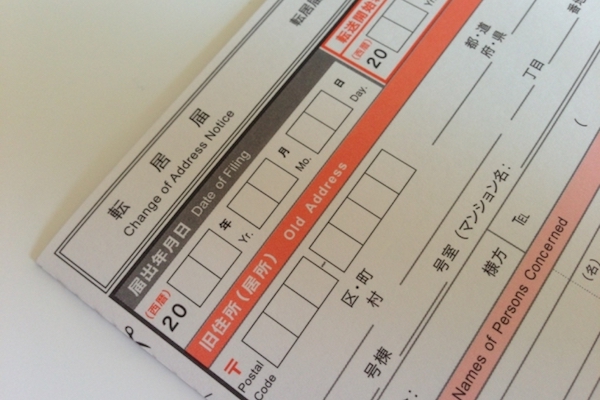 転居届
Change of Address Notice
届出年月日 Date of Filing
(西暦)
20
年
Yr.
月
Mo.
日
Day.
転送開始
(西暦)
20
旧住所(居所) Old Address
〒
Postal
Code
都・道
府・県
区・町
村
丁目
号棟
号室(マンション名:
様方
Tel
Names of Persons Concerned
(名)